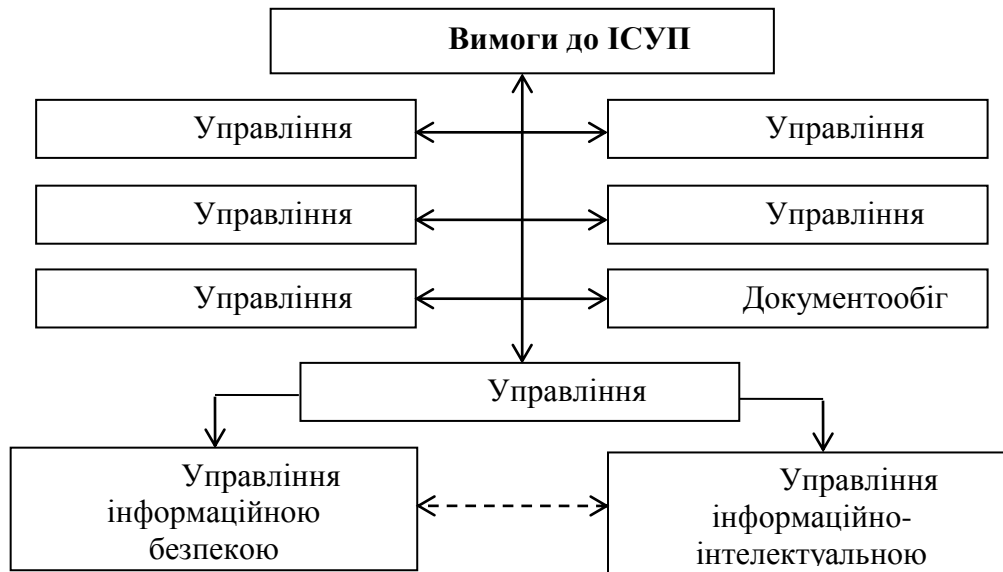 Вимоги до ІСУП
Управління
Управління
Управління
Управління
Управління
Документообіг
Управління
Управління
інформаційною
безпекою
Управління
інформаційно-
інтелектуальною